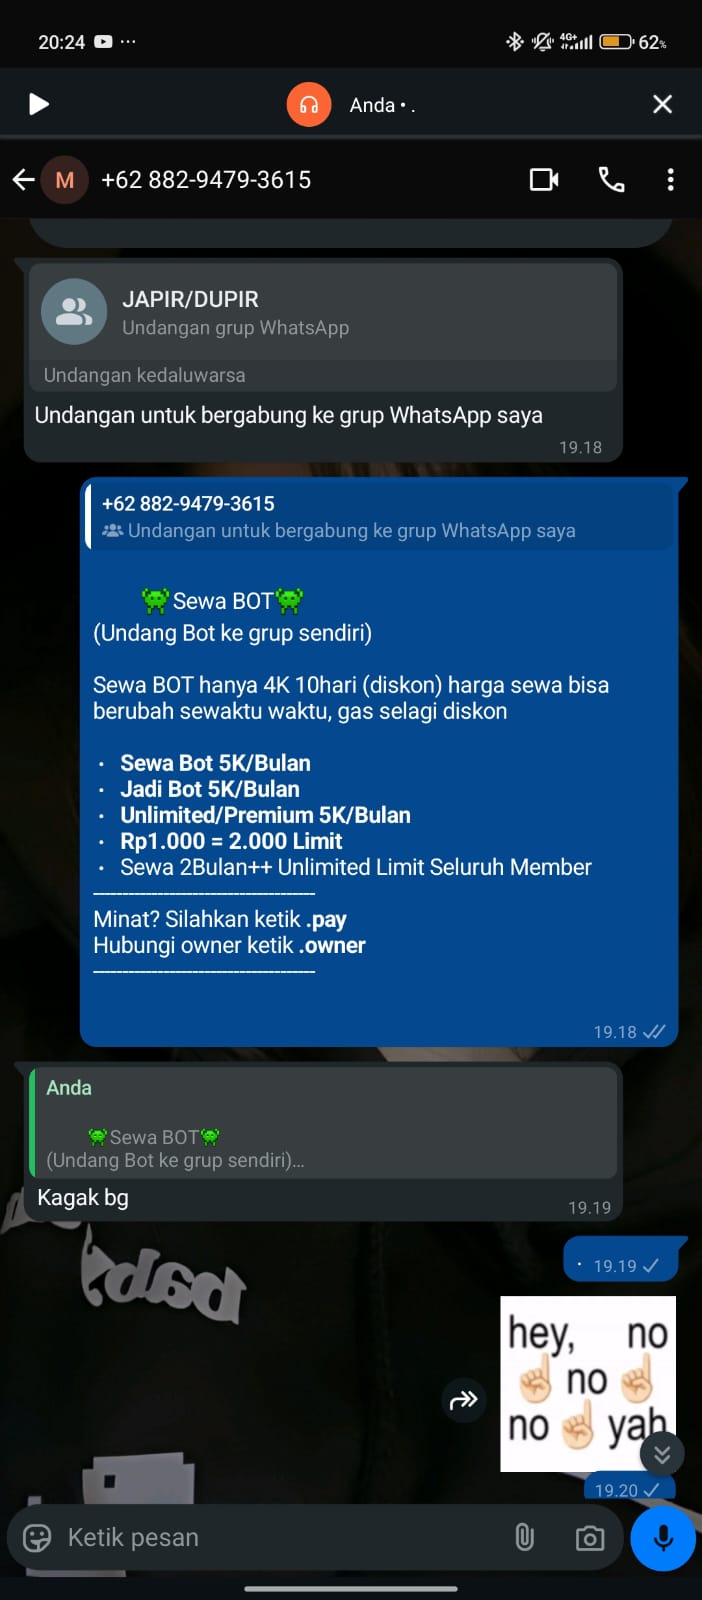 20:24
4G+
62%
Anda • .
M
+62 882-9479-3615
JAPIR/DUPIR
Undangan grup WhatsApp
Undangan kedaluwarsa
Undangan untuk bergabung ke grup WhatsApp saya
19.18
+62 882-9479-3615
Undangan untuk bergabung ke grup WhatsApp saya
👾Sewa BOT👾
(Undang Bot ke grup sendiri)
Sewa BOT hanya 4K 10hari (diskon) harga sewa bisa
berubah sewaktu waktu, gas selagi diskon
• Sewa Bot 5K/Bulan
• Jadi Bot 5K/Bulan
• Unlimited/Premium 5K/Bulan
• Rp1.000 = 2.000 Limit
• Sewa 2Bulan++ Unlimited Limit Seluruh Member
Minat? Silahkan ketik .pay
Hubungi owner ketik .owner
19.18
Anda
👾Sewa BOT👾
(Undang Bot ke grup sendiri)...
Kagak bg
19.19
. 19.19
baby
hey, no
☝🏻 no ☝🏻
no ☝🏻 yah
19.20
Ketik pesan